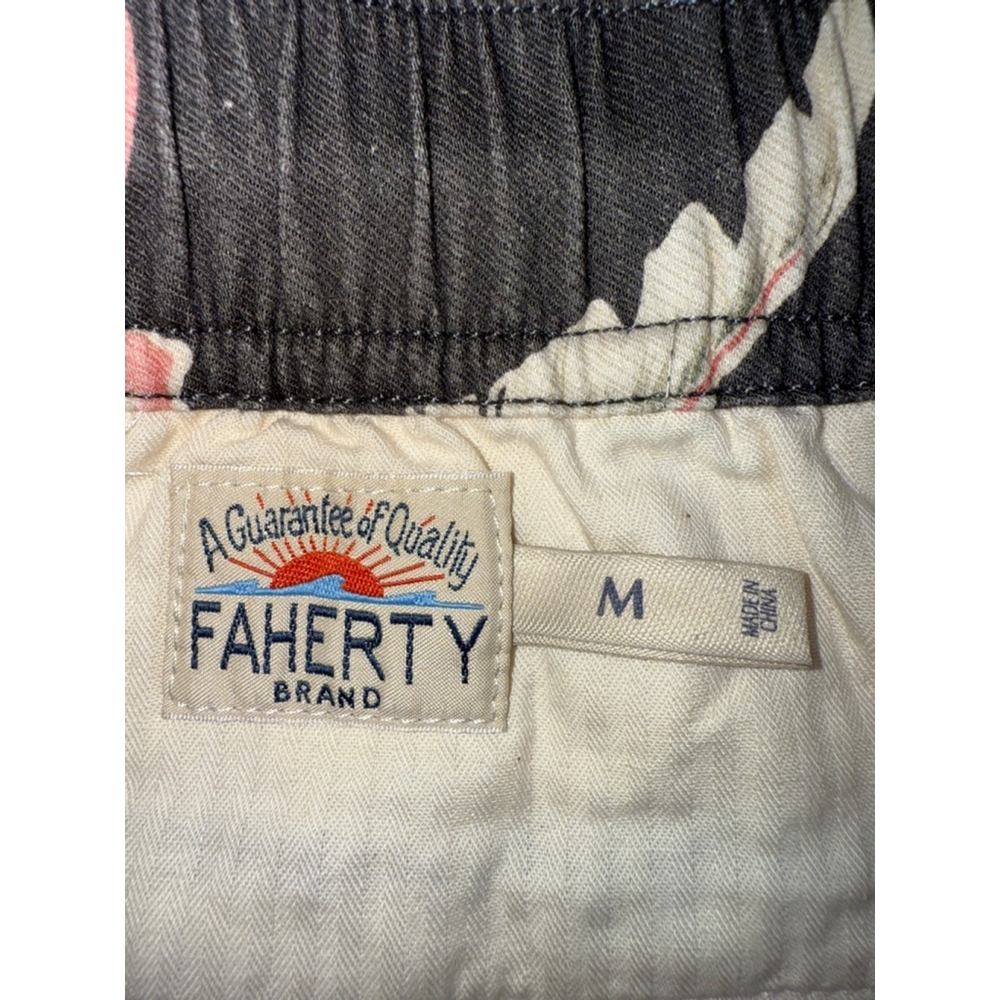 A Guarantee of Quality
FAHERTY
BRAND
M
MADE IN
CHINA